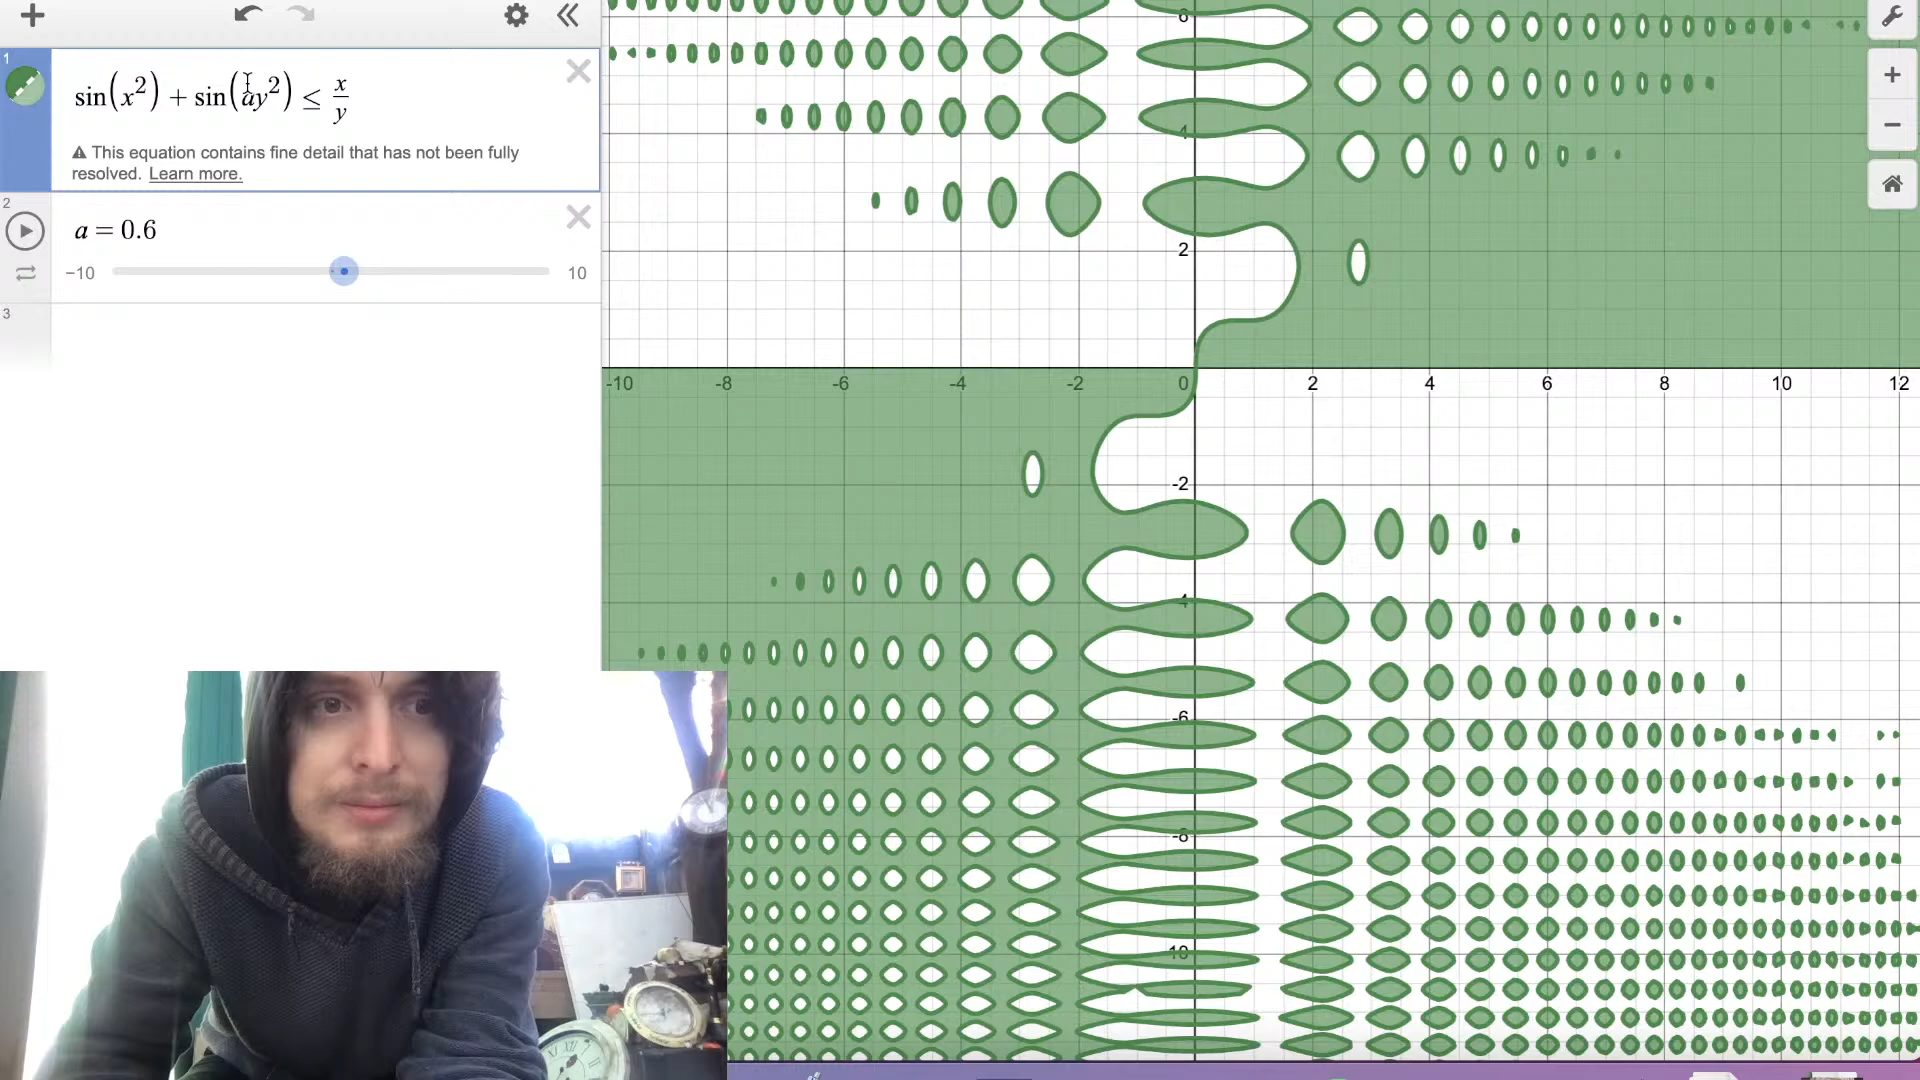 1
sin(x²) + sin(ay²) ≤ x/y
⚠ This equation contains fine detail that has not been fully
resolved. Learn more.
2
a = 0.6
−10 10
3
6
4
2
-10 -8 -6 -4 -2 0 2 4 6 8 10 12
-2
-4
-6
-8
-10
XI XII